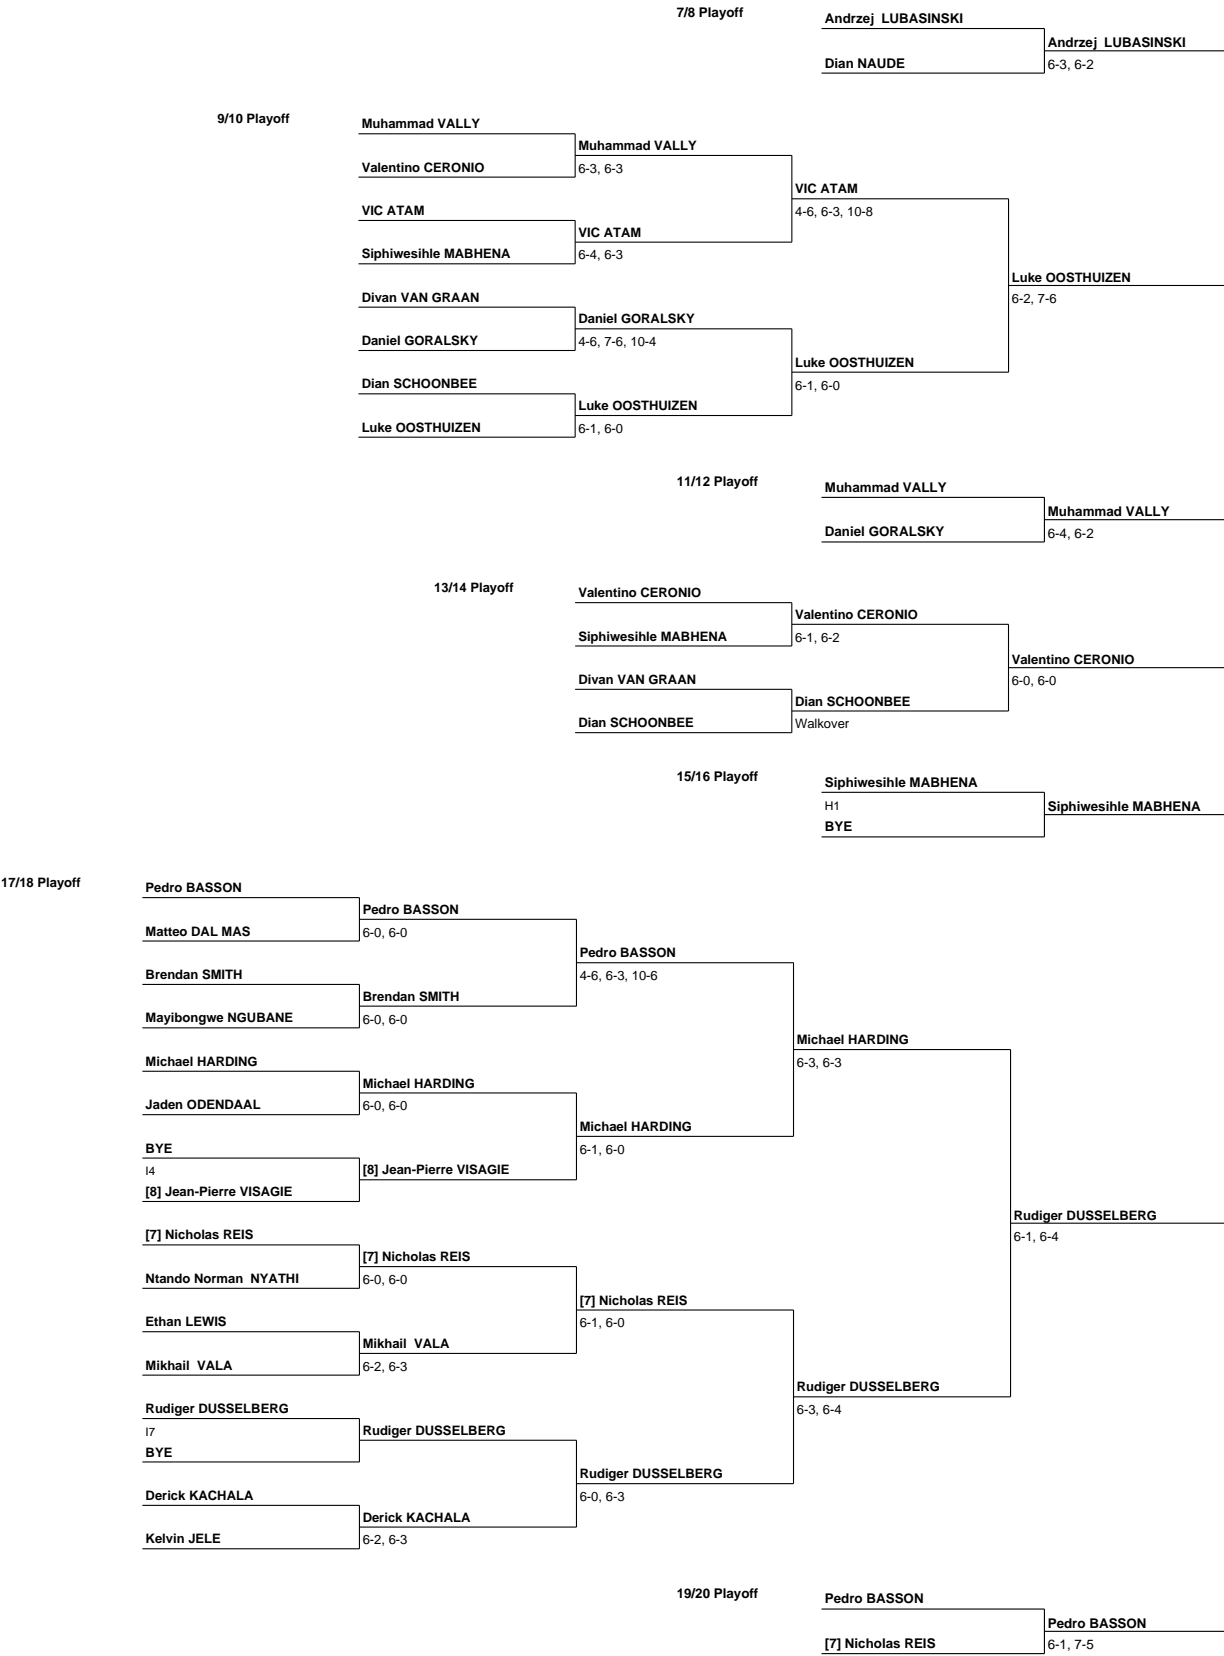 7/8 Playoff
Andrzej  LUBASINSKI
Andrzej  LUBASINSKI
Dian NAUDE
6-3, 6-2
9/10 Playoff
Muhammad VALLY
Muhammad VALLY
Valentino CERONIO
6-3, 6-3
VIC ATAM
VIC ATAM
4-6, 6-3, 10-8
VIC ATAM
Siphiwesihle MABHENA
6-4, 6-3
Luke OOSTHUIZEN
Divan VAN GRAAN
6-2, 7-6
Daniel GORALSKY
Daniel GORALSKY
4-6, 7-6, 10-4
Luke OOSTHUIZEN
Dian SCHOONBEE
6-1, 6-0
Luke OOSTHUIZEN
Luke OOSTHUIZEN
6-1, 6-0
11/12 Playoff
Muhammad VALLY
Muhammad VALLY
Daniel GORALSKY
6-4, 6-2
13/14 Playoff
Valentino CERONIO
Valentino CERONIO
Siphiwesihle MABHENA
6-1, 6-2
Valentino CERONIO
Divan VAN GRAAN
6-0, 6-0
Dian SCHOONBEE
Dian SCHOONBEE
Walkover
15/16 Playoff
Siphiwesihle MABHENA
H1
Siphiwesihle MABHENA
BYE
17/18 Playoff
Pedro BASSON
Pedro BASSON
Matteo DAL MAS
6-0, 6-0
Pedro BASSON
Brendan SMITH
4-6, 6-3, 10-6
Brendan SMITH
Mayibongwe NGUBANE
6-0, 6-0
Michael HARDING
Michael HARDING
6-3, 6-3
Michael HARDING
Jaden ODENDAAL
6-0, 6-0
Michael HARDING
BYE
6-1, 6-0
I4
[8] Jean-Pierre VISAGIE
[8] Jean-Pierre VISAGIE
Rudiger DUSSELBERG
[7] Nicholas REIS
6-1, 6-4
[7] Nicholas REIS
Ntando Norman  NYATHI
6-0, 6-0
[7] Nicholas REIS
Ethan LEWIS
6-1, 6-0
Mikhail  VALA
Mikhail  VALA
6-2, 6-3
Rudiger DUSSELBERG
Rudiger DUSSELBERG
6-3, 6-4
I7
Rudiger DUSSELBERG
BYE
Rudiger DUSSELBERG
Derick KACHALA
6-0, 6-3
Derick KACHALA
Kelvin JELE
6-2, 6-3
19/20 Playoff
Pedro BASSON
Pedro BASSON
[7] Nicholas REIS
6-1, 7-5